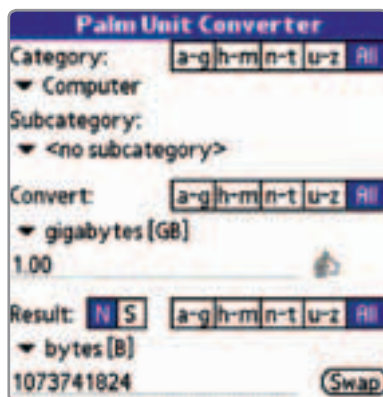 Palm Unit Converter
Category: a-g h-m n-t u-z All
Computer
Subcategory:
<no subcategory>
Convert: a-g h-m n-t u-z All
gigabytes [GB]
1.00
Result: N S a-g h-m n-t u-z All
bytes [B]
1073741824 Swap